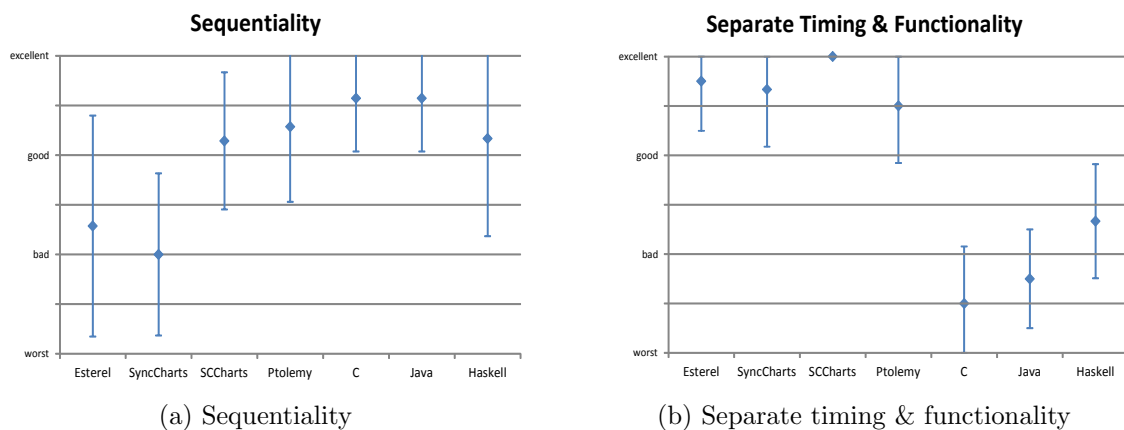 Sequentiality
excellent
good
bad
worst
Esterel SyncCharts SCCharts Ptolemy C Java Haskell
(a) Sequentiality
Separate Timing & Functionality
excellent
good
bad
worst
Esterel SyncCharts SCCharts Ptolemy C Java Haskell
(b) Separate timing & functionality